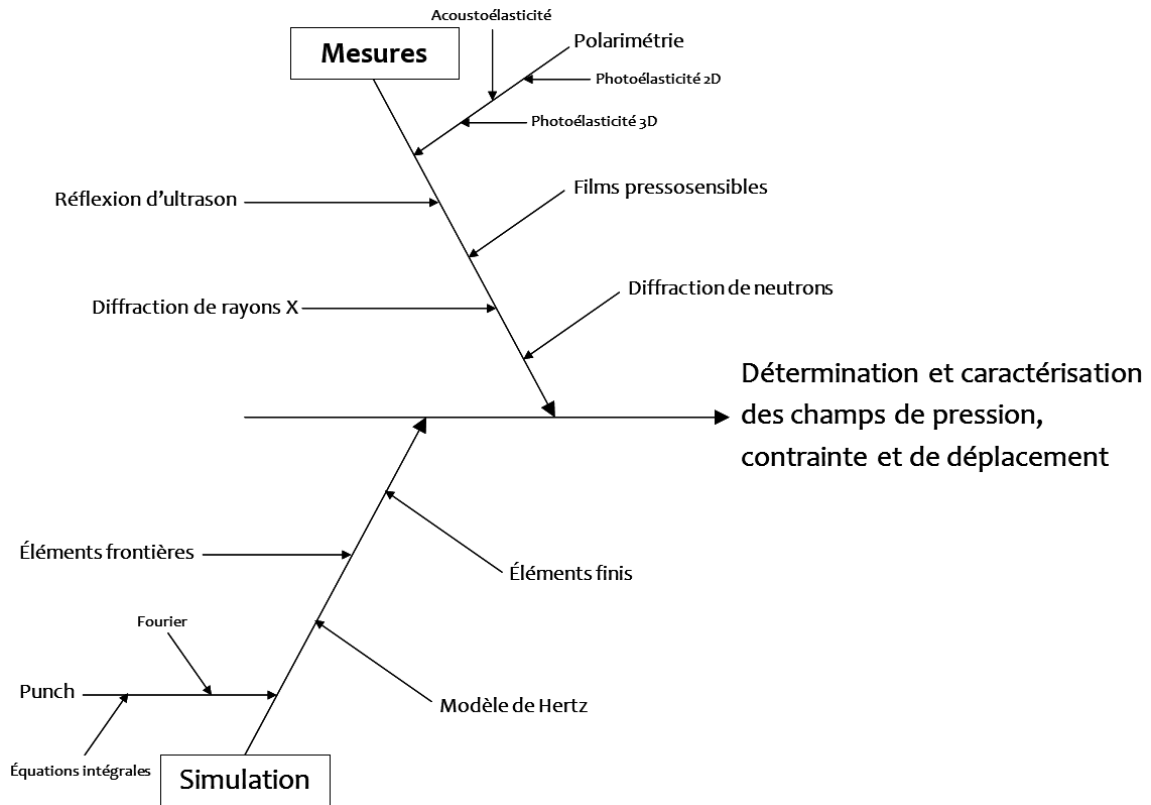 Acoustoélasticité
Mesures
Polarimétrie
Photoélasticité 2D
Photoélasticité 3D
Réflexion d'ultrason
Films pressosensibles
Diffraction de rayons X
Diffraction de neutrons
Détermination et caractérisation
des champs de pression,
contrainte et de déplacement
Éléments frontières
Éléments finis
Fourier
Punch
Modèle de Hertz
Équations intégrales
Simulation